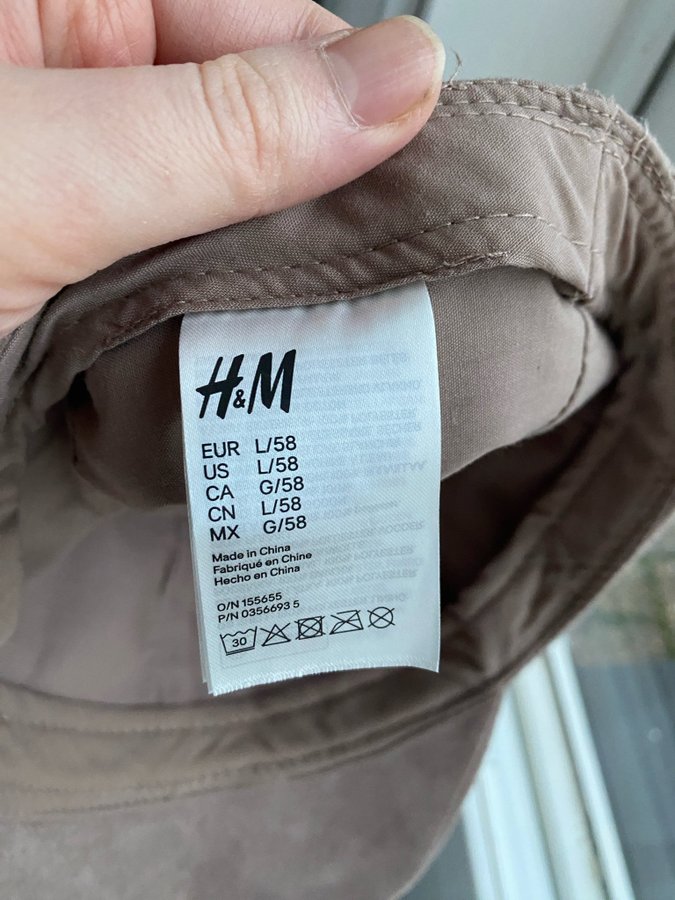 H&M
EUR L/58
US L/58
CA G/58
CN L/58
MX G/58
Made in China
Fabriqué en Chine
Hecho en China
O/N 155655
P/N 0356693 5
30